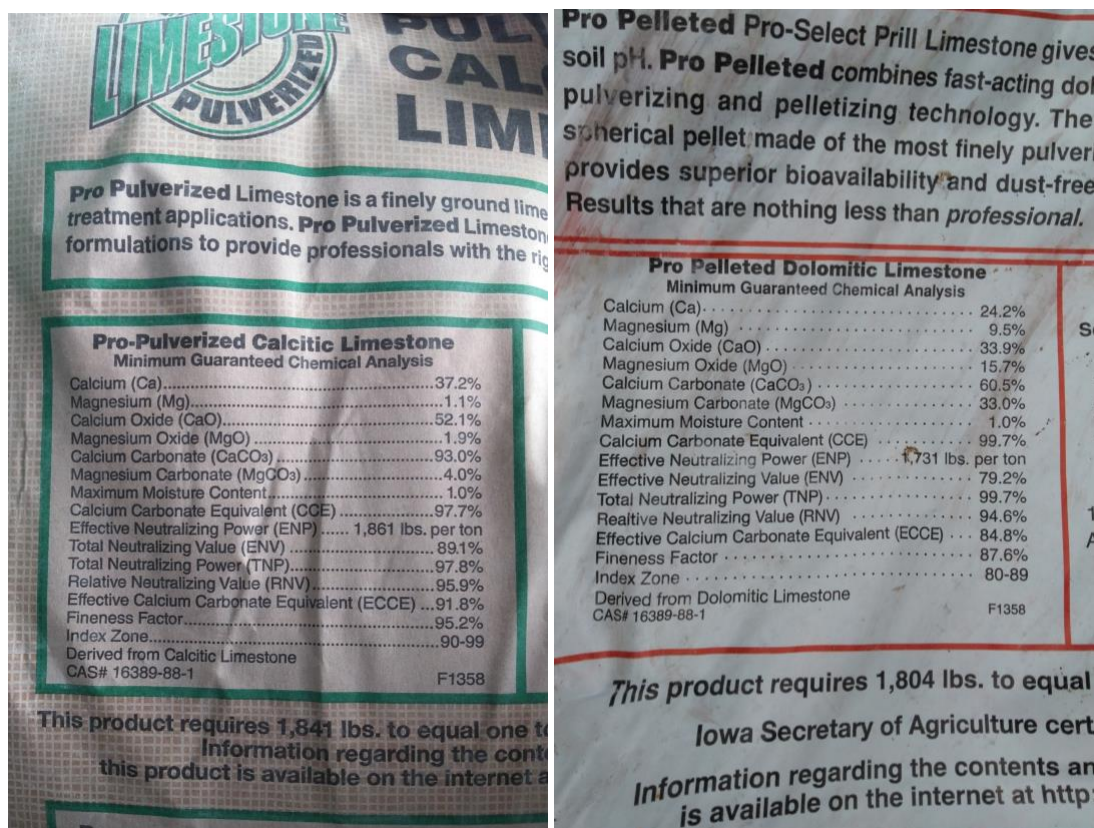 LIMESTONE
PULVERIZED
CAL
LIM
Pro Pulverized Limestone is a finely ground lime
treatment applications. Pro Pulverized Limeston
formulations to provide professionals with the rig
Pro-Pulverized Calcitic Limestone
Minimum Guaranteed Chemical Analysis
Calcium (Ca)..........37.2%
Magnesium (Mg)..........1.1%
Calcium Oxide (CaO)..........52.1%
Magnesium Oxide (MgO)..........1.9%
Calcium Carbonate (CaCO₃)..........93.0%
Magnesium Carbonate (MgCO₃)..........4.0%
Maximum Moisture Content..........1.0%
Calcium Carbonate Equivalent (CCE)..........97.7%
Effective Neutralizing Power (ENP)...... 1,861 lbs. per ton
Total Neutralizing Value (ENV)..........89.1%
Total Neutralizing Power (TNP)..........97.8%
Relative Neutralizing Value (RNV)..........95.9%
Effective Calcium Carbonate Equivalent (ECCE) ...91.8%
Fineness Factor..........95.2%
Index Zone..........90-99
Derived from Calcitic Limestone
CAS# 16389-88-1 F1358
This product requires 1,841 lbs. to equal one to
Information regarding the cont
this product is available on the internet a
Pro Pelleted Pro-Select Prill Limestone gives
soil pH. Pro Pelleted combines fast-acting dol
pulverizing and pelletizing technology. The
spherical pellet made of the most finely pulver
provides superior bioavailability and dust-free
Results that are nothing less than professional.
Pro Pelleted Dolomitic Limestone
Minimum Guaranteed Chemical Analysis
Calcium (Ca) . . . . . . . . . . 24.2%
Magnesium (Mg) . . . . . . . . . . 9.5%
Calcium Oxide (CaO) . . . . . . . . . . 33.9%
Magnesium Oxide (MgO) . . . . . . . . . . 15.7%
Calcium Carbonate (CaCO₃) . . . . . . . . . . 60.5%
Magnesium Carbonate (MgCO₃) . . . . . . . . . . 33.0%
Maximum Moisture Content . . . . . . . . . . 1.0%
Calcium Carbonate Equivalent (CCE) . . . . . . . . . . 99.7%
Effective Neutralizing Power (ENP) . . . . . 1,731 lbs. per ton
Effective Neutralizing Value (ENV) . . . . . . . . . . 79.2%
Total Neutralizing Power (TNP) . . . . . . . . . . 99.7%
Realtive Neutralizing Value (RNV) . . . . . . . . . . 94.6%
Effective Calcium Carbonate Equivalent (ECCE) . . . 84.8%
Fineness Factor . . . . . . . . . . 87.6%
Index Zone . . . . . . . . . . 80-89
Derived from Dolomitic Limestone
CAS# 16389-88-1 F1358
This product requires 1,804 lbs. to equal
Iowa Secretary of Agriculture cert
Information regarding the contents an
is available on the internet at http: